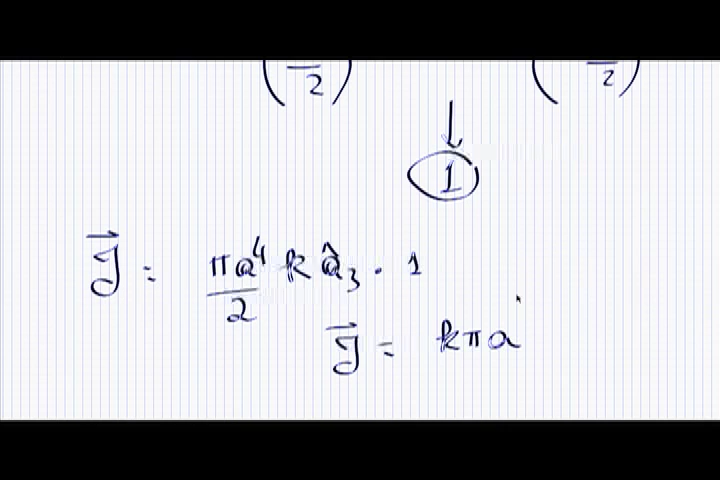 (‾2) (‾2)
↓
1
𝒥⃗ = πa⁴/2 k â₃ · 1
𝒥⃗ = kπa